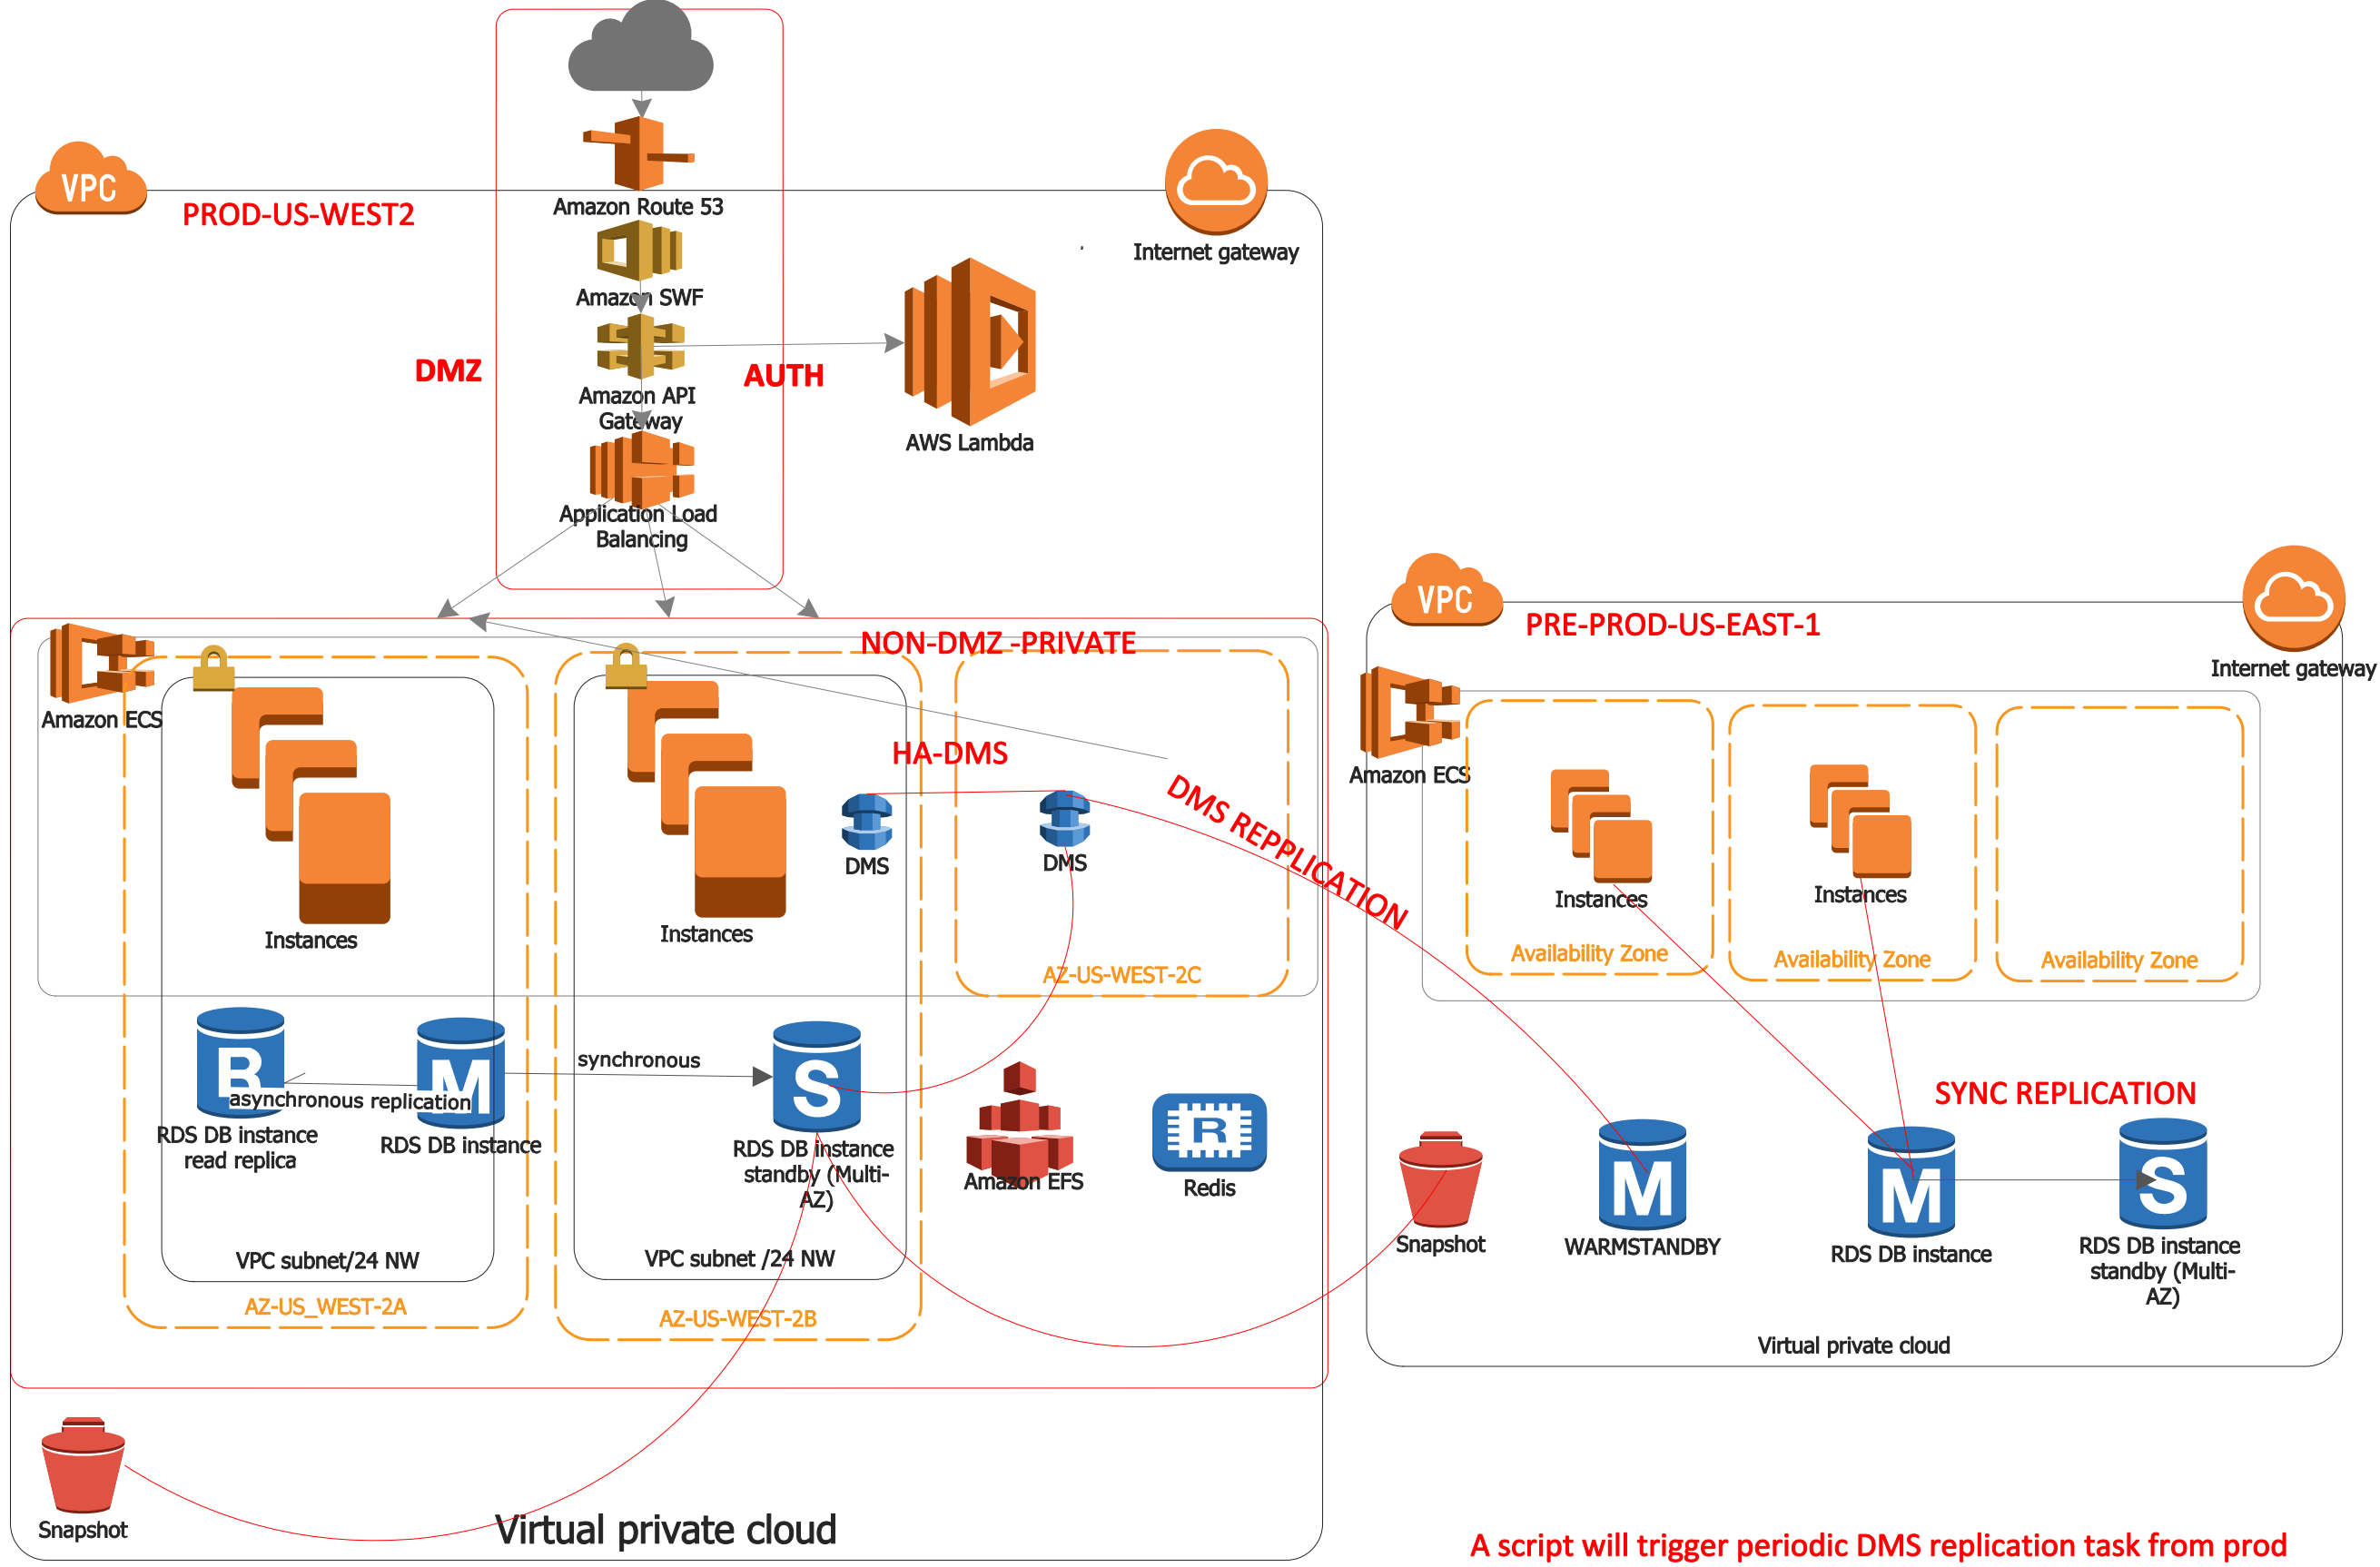 VPC
PROD-US-WEST2
Amazon Route 53
Internet gateway
Amazon SWF
DMZ
AUTH
Amazon API
Gateway
AWS Lambda
Application Load
Balancing
NON-DMZ -PRIVATE
Amazon ECS
HA-DMS
DMS
DMS
DMS REPPLICATION
Instances
Instances
AZ-US-WEST-2C
R
M
synchronous
S
asynchronous replication
RDS DB instance
read replica
RDS DB instance
RDS DB instance
standby (Multi-
AZ)
Amazon EFS
R
Redis
VPC subnet/24 NW
VPC subnet /24 NW
AZ-US_WEST-2A
AZ-US-WEST-2B
Snapshot
Virtual private cloud
VPC
PRE-PROD-US-EAST-1
Internet gateway
Amazon ECS
Instances
Instances
Availability Zone
Availability Zone
Availability Zone
SYNC REPLICATION
M
M
S
Snapshot
WARMSTANDBY
RDS DB instance
RDS DB instance
standby (Multi-
AZ)
Virtual private cloud
A script will trigger periodic DMS replication task from prod